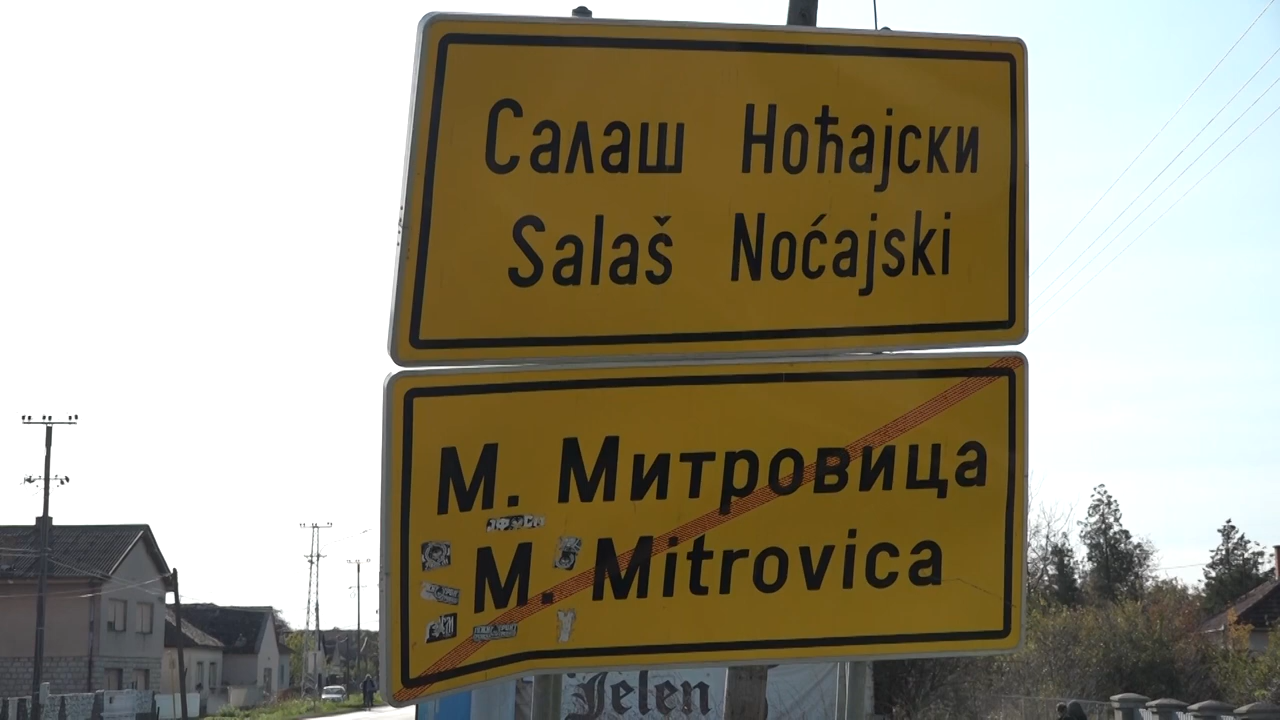 Салаш Ноћајски
Salaš Noćajski
М. Митровица
M. Mitrovica
Jelen